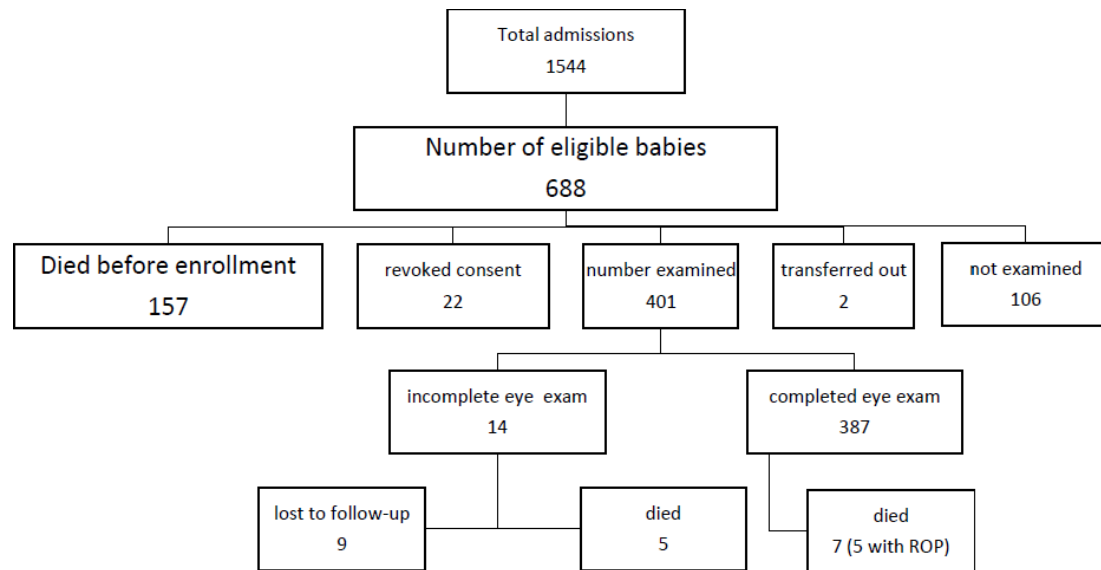 Total admissions
1544
Number of eligible babies
688
Died before enrollment
157
revoked consent
22
number examined
401
transferred out
2
not examined
106
incomplete eye exam
14
completed eye exam
387
lost to follow-up
9
died
5
died
7 (5 with ROP)